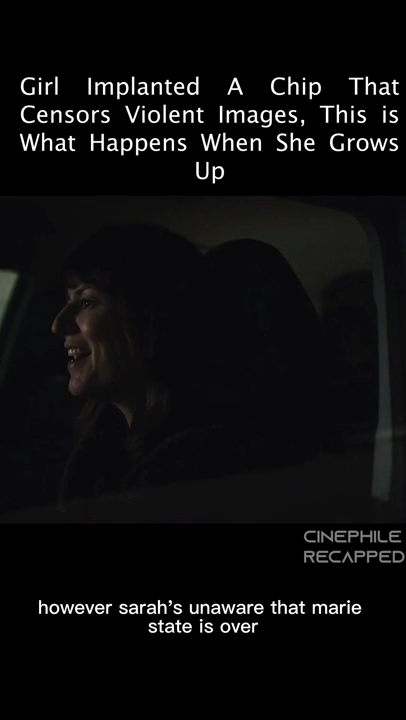 Girl Implanted A Chip That
Censors Violent Images, This is
What Happens When She Grows
Up
CINEPHILE
RECAPPED
however sarah's unaware that marie
state is over